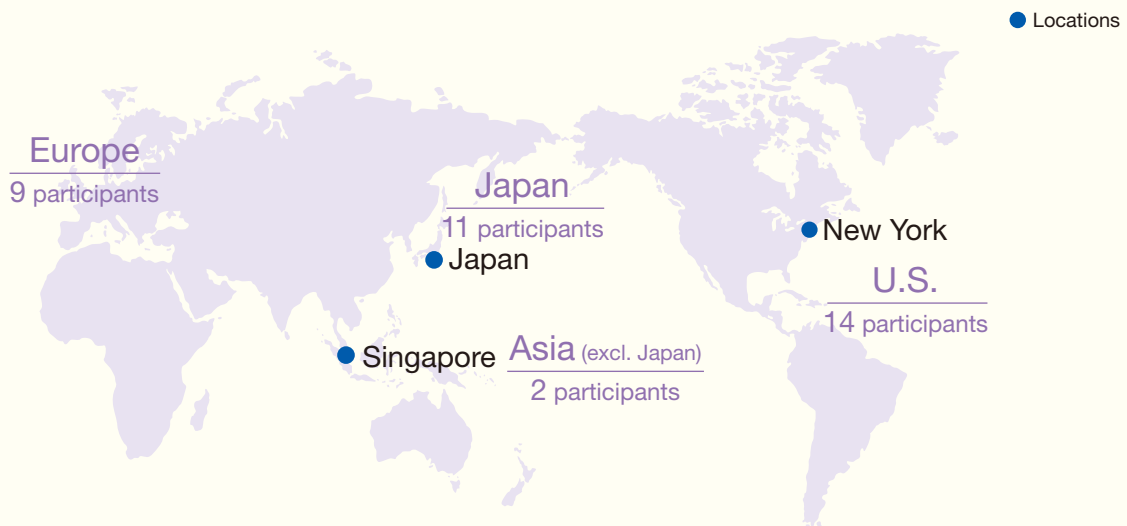 Locations
Europe
9 participants
Japan
11 participants
Japan
New York
U.S.
14 participants
Singapore
Asia (excl. Japan)
2 participants